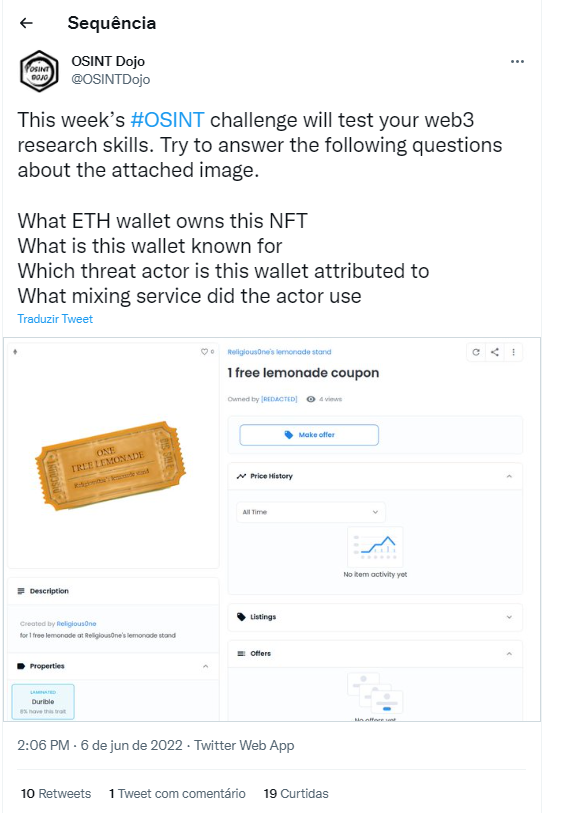 Sequência
OSINT Dojo
@OSINTDojo
This week's #OSINT challenge will test your web3
research skills. Try to answer the following questions
about the attached image.
What ETH wallet owns this NFT
What is this wallet known for
Which threat actor is this wallet attributed to
What mixing service did the actor use
Traduzir Tweet
0
ONE
FREE LEMONADE
Religious0ne's lemonade stand
Description
Created by Religious0ne
for 1 free lemonade at Religious0ne's lemonade stand
Properties
LAMINATED
Durible
6% have this trait
Religious0ne's lemonade stand
1 free lemonade coupon
Owned by [REDACTED] 4 views
Make offer
Price History
All Time
No item activity yet
Listings
Offers
No offers yet
2:06 PM · 6 de jun de 2022 · Twitter Web App
10 Retweets 1 Tweet com comentário 19 Curtidas